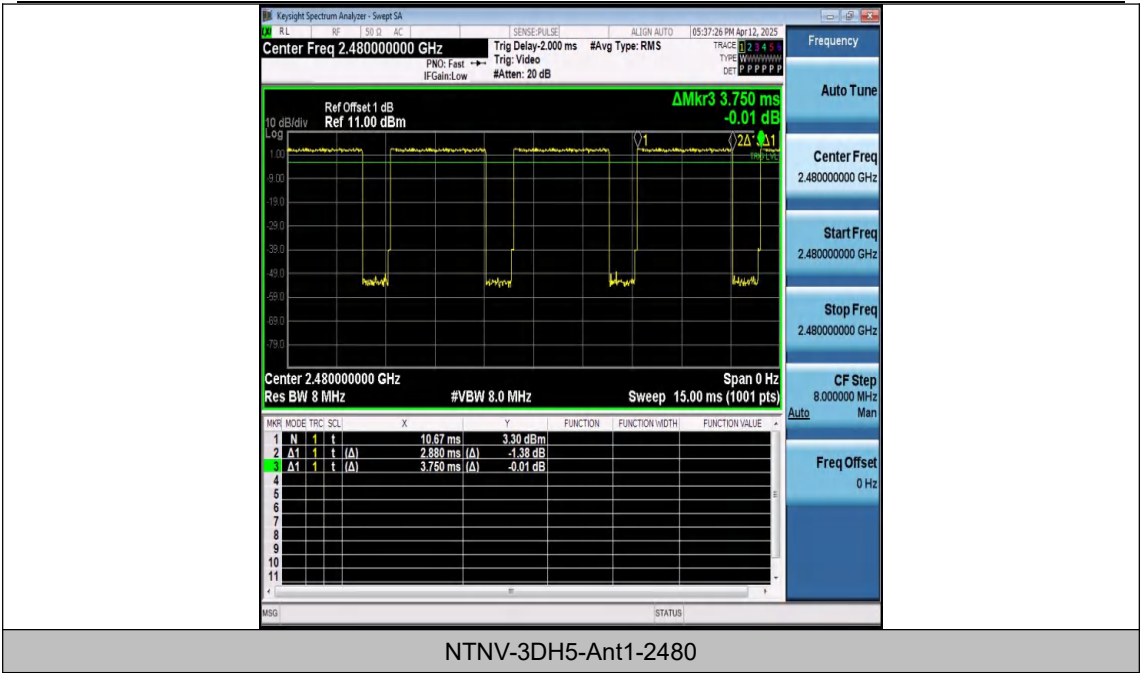 Keysight Spectrum Analyzer - Swept SA
RL RF 50 Ω AC SENSE:PULSE ALIGN AUTO 05:37:26 PM Apr 12, 2025
Center Freq 2.480000000 GHz
PNO: Fast
IFGain:Low
Trig Delay-2.000 ms
Trig: Video
#Atten: 20 dB
#Avg Type: RMS
TRACE 1 2 3 4 5 6
TYPE WWWWWW
DET P P P P P P
Frequency
ΔMkr3 3.750 ms
-0.01 dB
Ref Offset 1 dB
10 dB/div Ref 11.00 dBm
Log
1.00
-9.00
-19.0
-29.0
-39.0
-49.0
-59.0
-69.0
-79.0
1
2Δ1
Δ1
TRIG LVL
Center 2.480000000 GHz Span 0 Hz
Res BW 8 MHz #VBW 8.0 MHz Sweep 15.00 ms (1001 pts)
MKR MODE TRC SCL X Y FUNCTION FUNCTION WIDTH FUNCTION VALUE
1 N 1 t 10.67 ms 3.30 dBm
2 Δ1 1 t (Δ) 2.880 ms (Δ) -1.38 dB
3 Δ1 1 t (Δ) 3.750 ms (Δ) -0.01 dB
4
5
6
7
8
9
10
11
MSG STATUS
Auto Tune
Center Freq
2.480000000 GHz
Start Freq
2.480000000 GHz
Stop Freq
2.480000000 GHz
CF Step
8.000000 MHz
Auto Man
Freq Offset
0 Hz
NTNV-3DH5-Ant1-2480